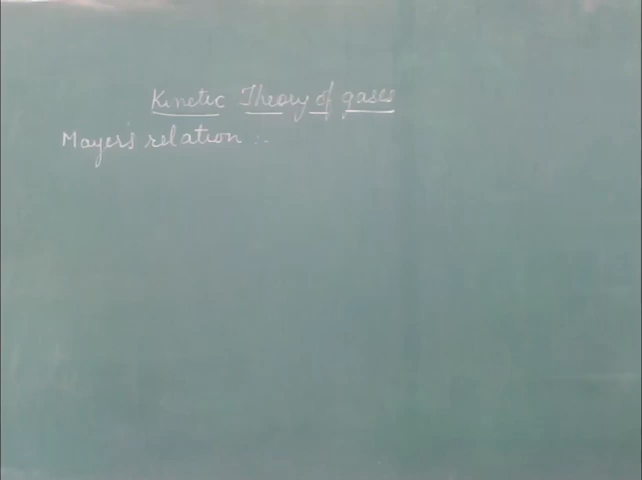 Kinetic Theory of gases
Mayer's relation :-